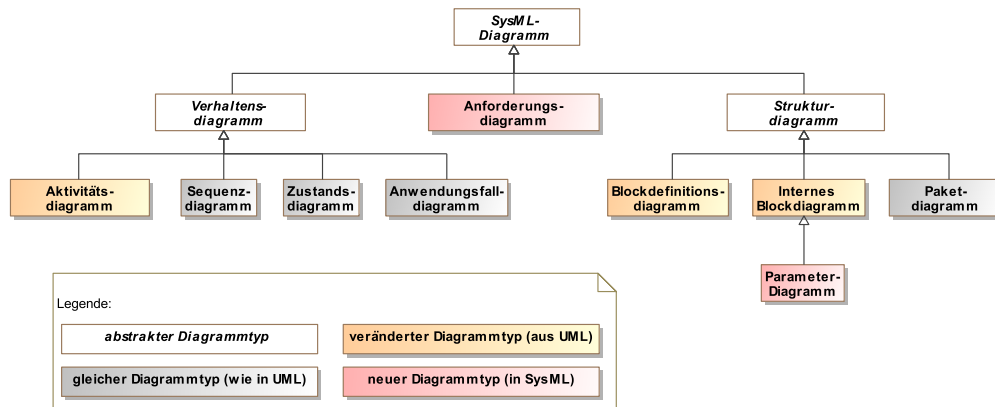 SysML-
Diagramm
Verhaltens-
diagramm
Anforderungs-
diagramm
Struktur-
diagramm
Aktivitäts-
diagramm
Sequenz-
diagramm
Zustands-
diagramm
Anwendungsfall-
diagramm
Blockdefinitions-
diagramm
Internes
Blockdiagramm
Paket-
diagramm
Parameter-
Diagramm
Legende:
abstrakter Diagrammtyp
veränderter Diagrammtyp (aus UML)
gleicher Diagrammtyp (wie in UML)
neuer Diagrammtyp (in SysML)